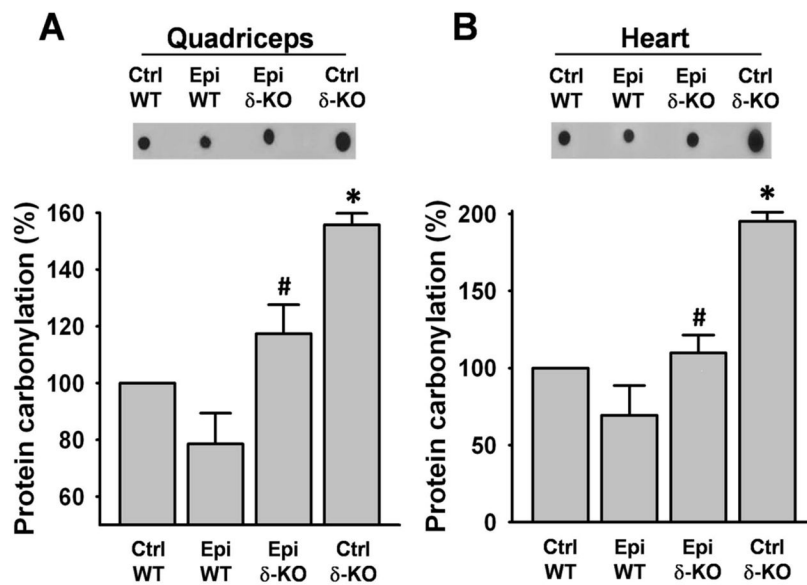 A
Quadriceps
Ctrl Epi Epi Ctrl
WT WT δ-KO δ-KO
Protein carbonylation (%)
160
140
120
100
80
60
#
*
Ctrl Epi Epi Ctrl
WT WT δ-KO δ-KO
B
Heart
Ctrl Epi Epi Ctrl
WT WT δ-KO δ-KO
Protein carbonylation (%)
200
150
100
50
0
#
*
Ctrl Epi Epi Ctrl
WT WT δ-KO δ-KO